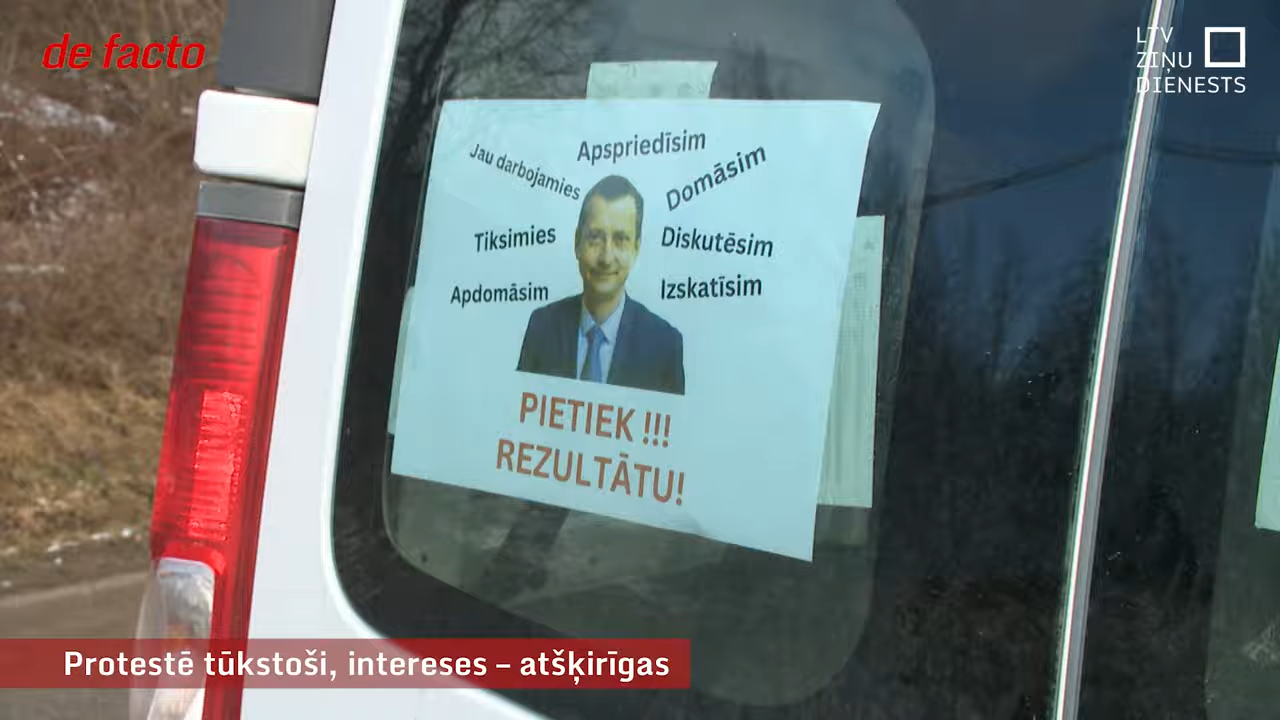 de facto
LTV
ZIŅU
DIENESTS
Apspriedīsim
Jau darbojamies
Domāsim
Tiksimies
Diskutēsim
Apdomāsim
Izskatīsim
PIETIEK !!!
REZULTĀTU!
Protestē tūkstoši, intereses – atšķirīgas